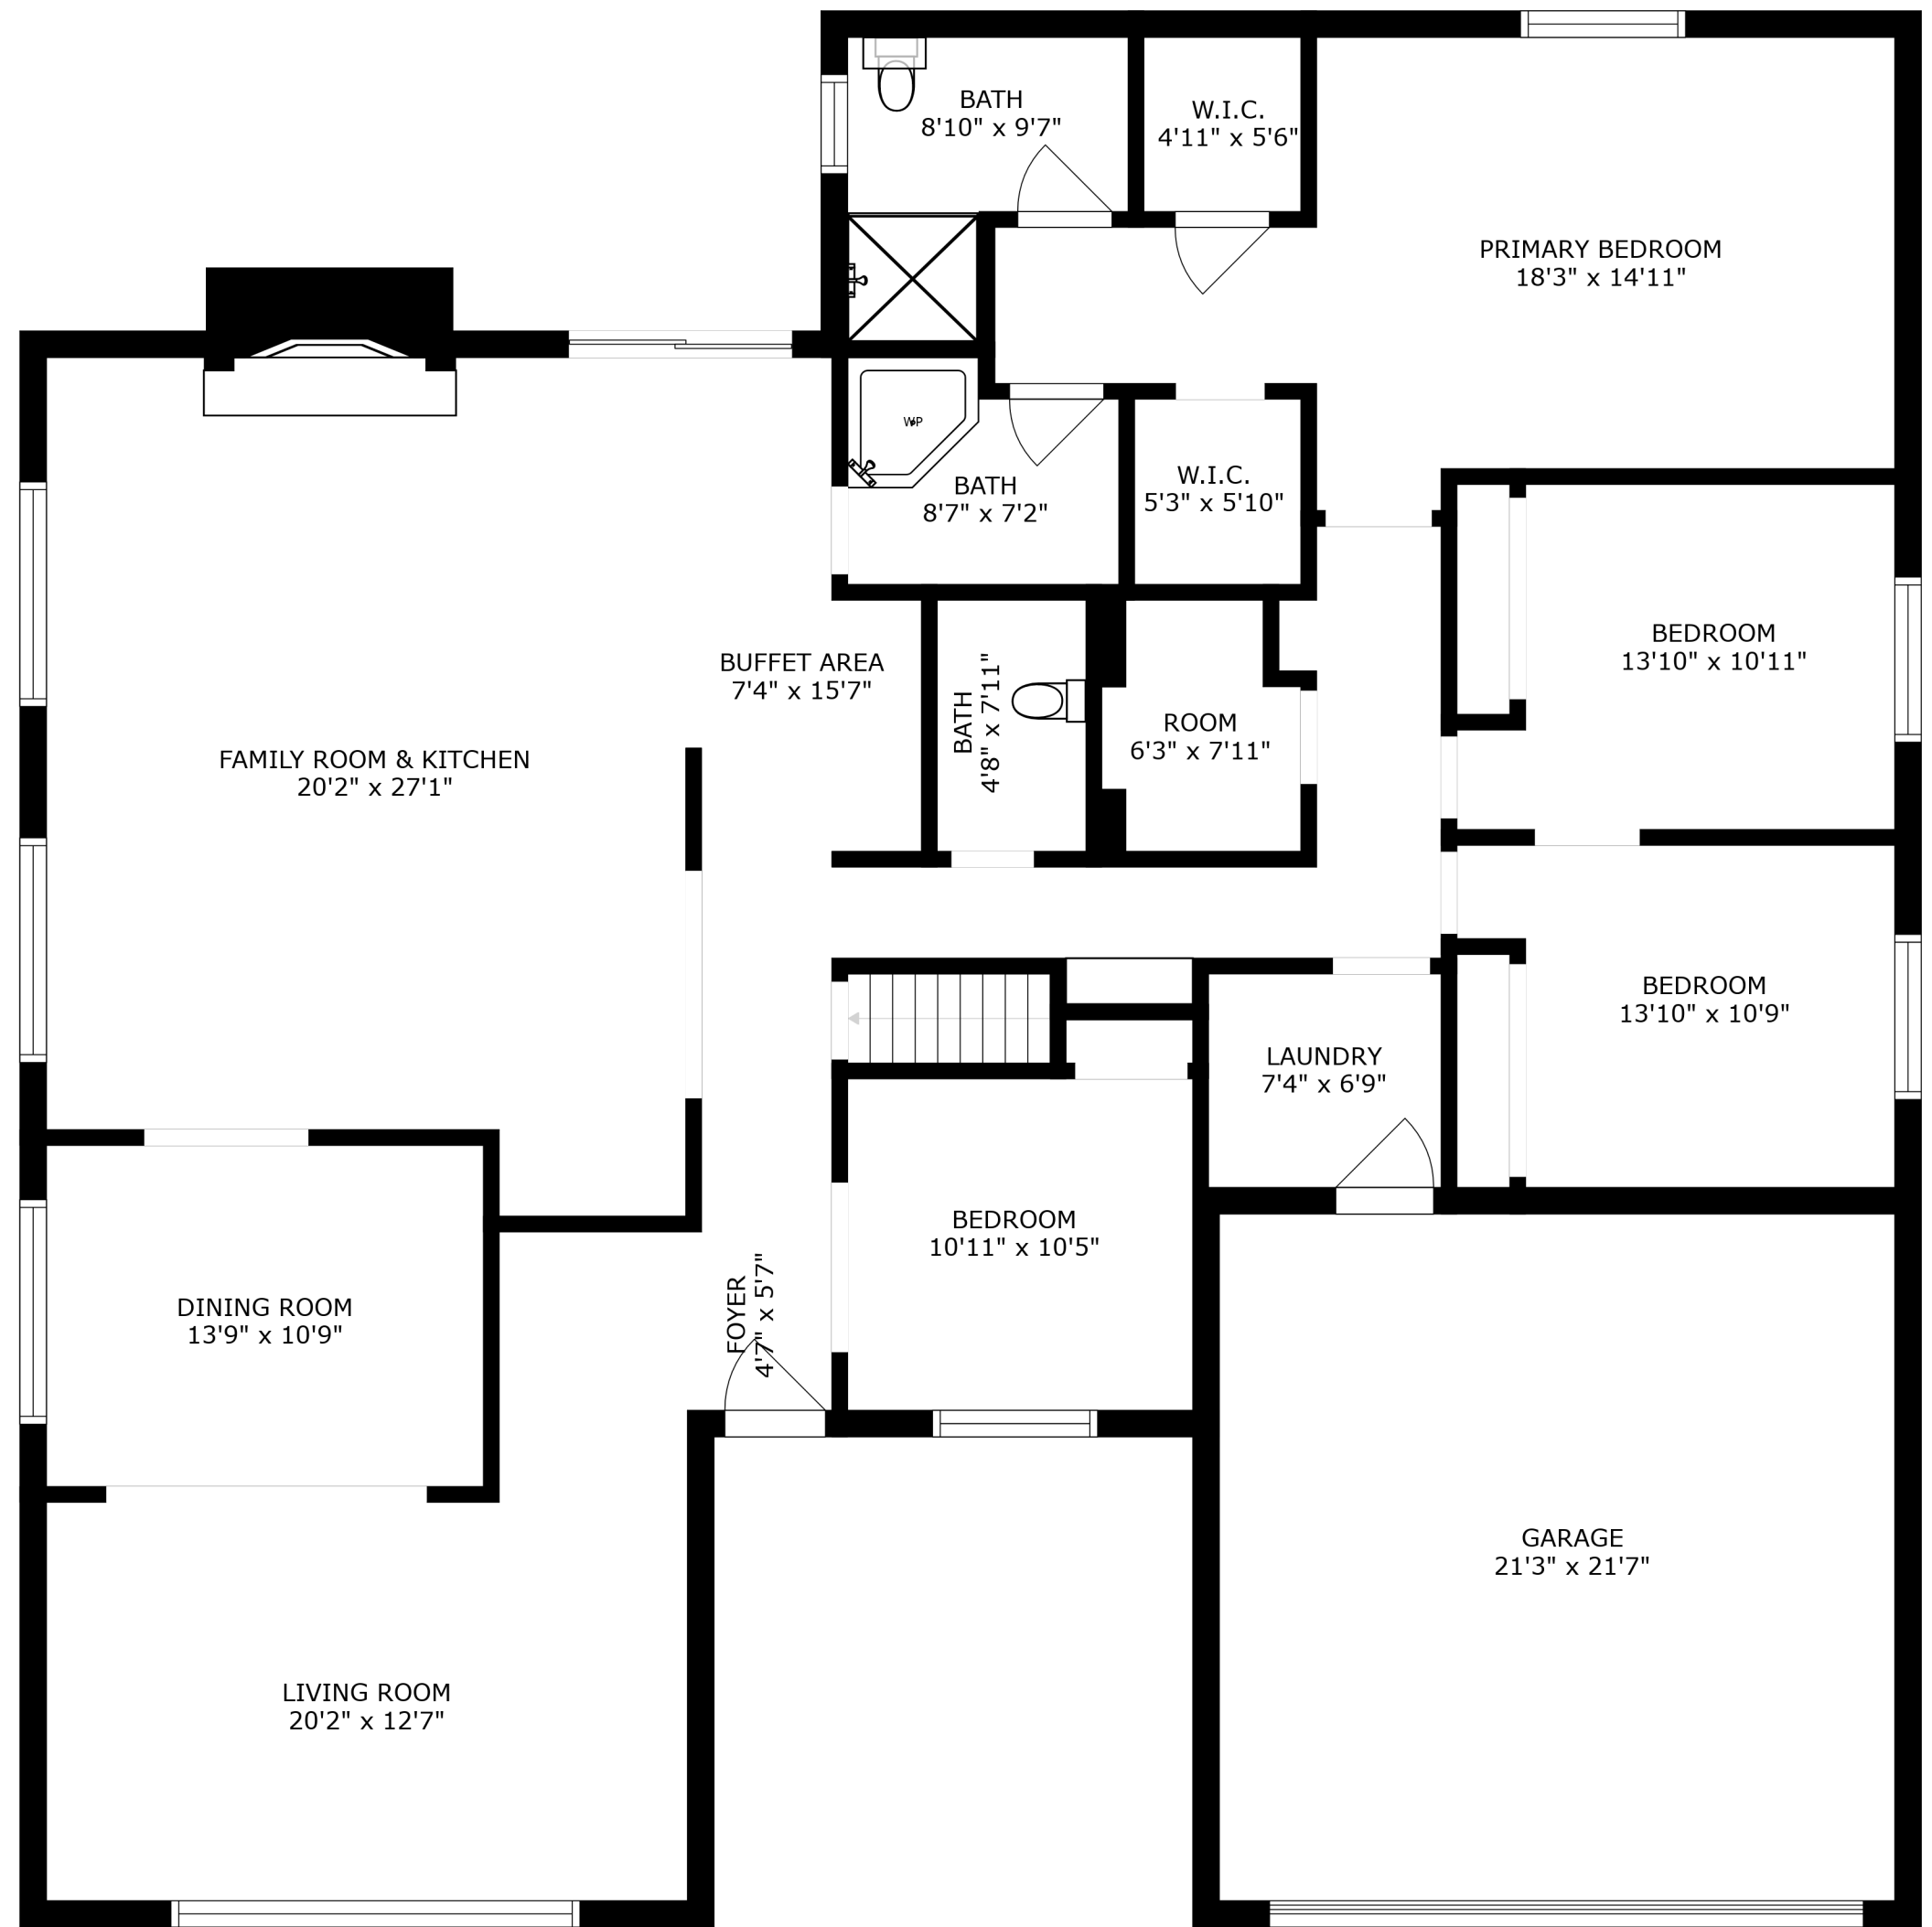 BATH
8'10" x 9'7"
W.I.C.
4'11" x 5'6"
PRIMARY BEDROOM
18'3" x 14'11"
WP
BATH
8'7" x 7'2"
W.I.C.
5'3" x 5'10"
BUFFET AREA
7'4" x 15'7"
BATH
4'8" x 7'11"
ROOM
6'3" x 7'11"
BEDROOM
13'10" x 10'11"
FAMILY ROOM & KITCHEN
20'2" x 27'1"
BEDROOM
13'10" x 10'9"
LAUNDRY
7'4" x 6'9"
BEDROOM
10'11" x 10'5"
FOYER
4'7" x 5'7"
DINING ROOM
13'9" x 10'9"
GARAGE
21'3" x 21'7"
LIVING ROOM
20'2" x 12'7"